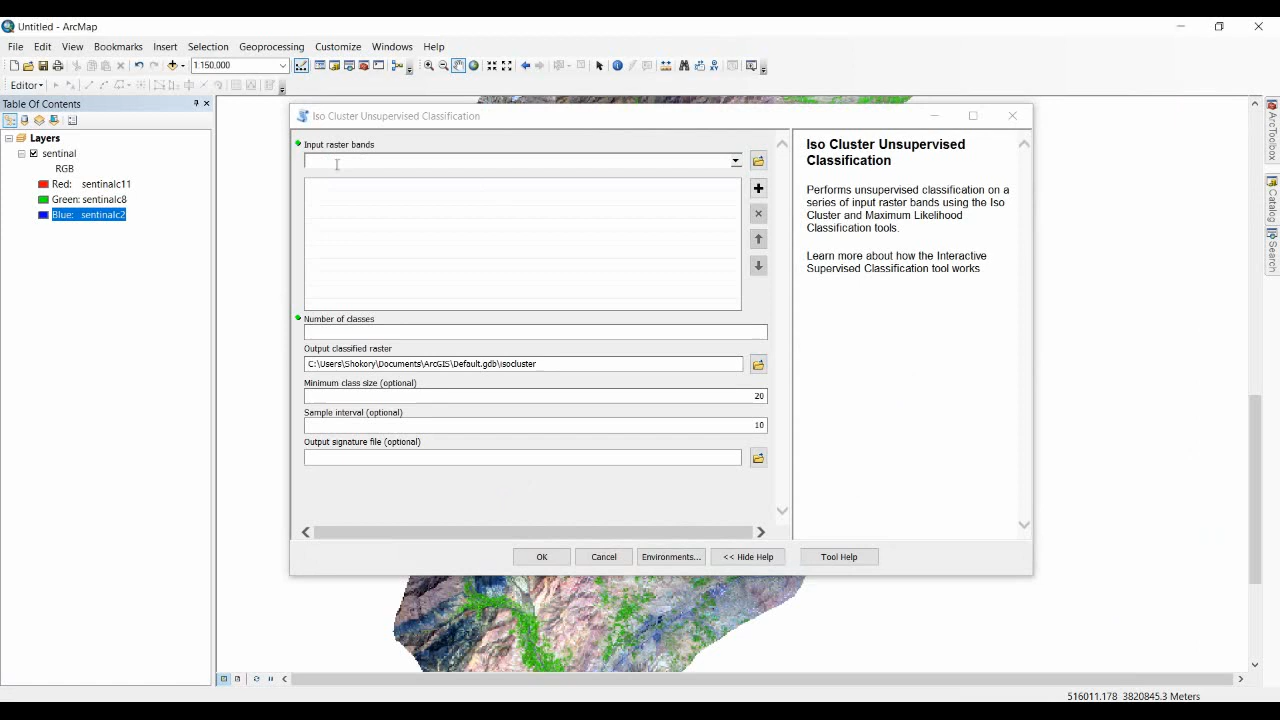 Untitled - ArcMap
File Edit View Bookmarks Insert Selection Geoprocessing Customize Windows Help
1:150,000
Editor
Table Of Contents
Layers
sentinal
RGB
Red: sentinalc11
Green: sentinalc8
Blue: sentinalc2
Iso Cluster Unsupervised Classification
Input raster bands
Number of classes
Output classified raster
C:\Users\Shokory\Documents\ArcGIS\Default.gdb\isocluster
Minimum class size (optional)
20
Sample interval (optional)
10
Output signature file (optional)
OK Cancel Environments... << Hide Help Tool Help
Iso Cluster Unsupervised
Classification
Performs unsupervised classification on a
series of input raster bands using the Iso
Cluster and Maximum Likelihood
Classification tools.
Learn more about how the Interactive
Supervised Classification tool works
ArcToolbox
Catalog
Search
516011.178 3820845.3 Meters